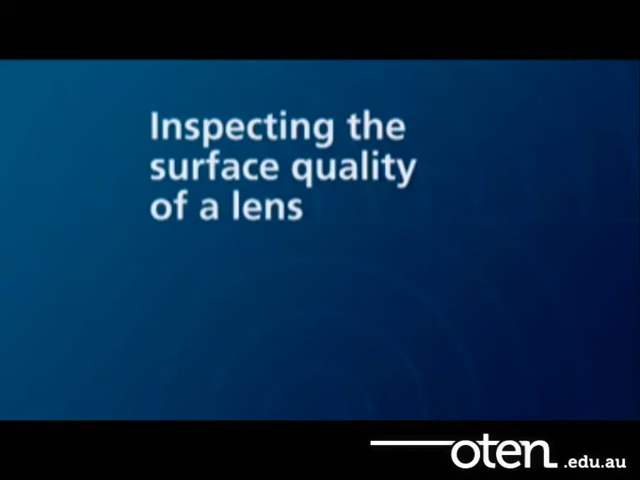 Inspecting the
surface quality
of a lens
oten.edu.au